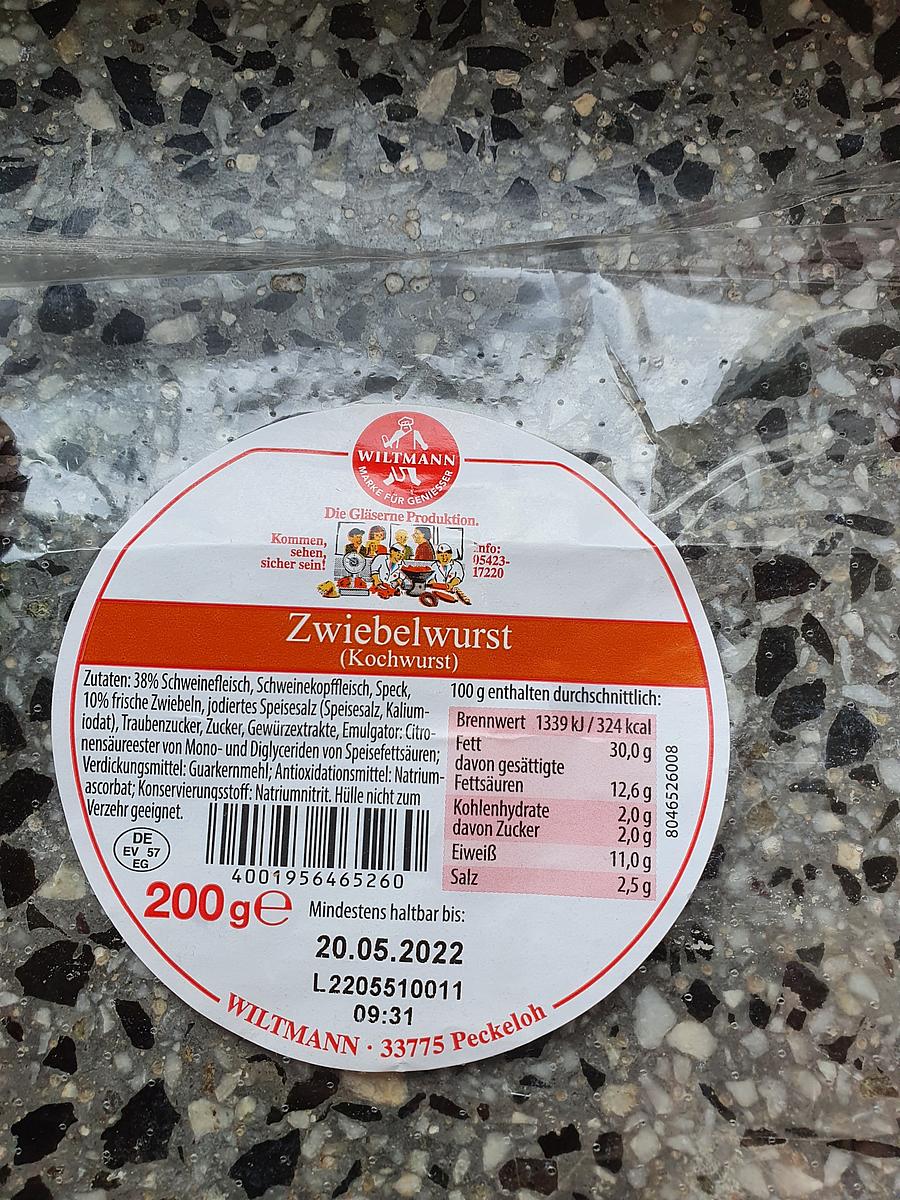 WILTMANN
MARKE FÜR GENIESSER
Die Gläserne Produktion.
Kommen,
sehen,
sicher sein!
nfo:
05423-
17220
Zwiebelwurst
(Kochwurst)
Zutaten: 38% Schweinefleisch, Schweinekopffleisch, Speck,
10% frische Zwiebeln, jodiertes Speisesalz (Speisesalz, Kalium-
iodat), Traubenzucker, Zucker, Gewürzextrakte, Emulgator: Citro-
nensäureester von Mono- und Diglyceriden von Speisefettsäuren;
Verdickungsmittel: Guarkernmehl; Antioxidationsmittel: Natrium-
ascorbat; Konservierungsstoff: Natriumnitrit. Hülle nicht zum
Verzehr geeignet.
100 g enthalten durchschnittlich:
Brennwert 1339 kJ / 324 kcal
Fett 30,0 g
davon gesättigte
Fettsäuren 12,6 g
Kohlenhydrate 2,0 g
davon Zucker 2,0 g
Eiweiß 11,0 g
Salz 2,5 g
8046526008
DE
EV 57
EG
4001956465260
200 g e
Mindestens haltbar bis:
20.05.2022
L2205510011
09:31
WILTMANN · 33775 Peckeloh